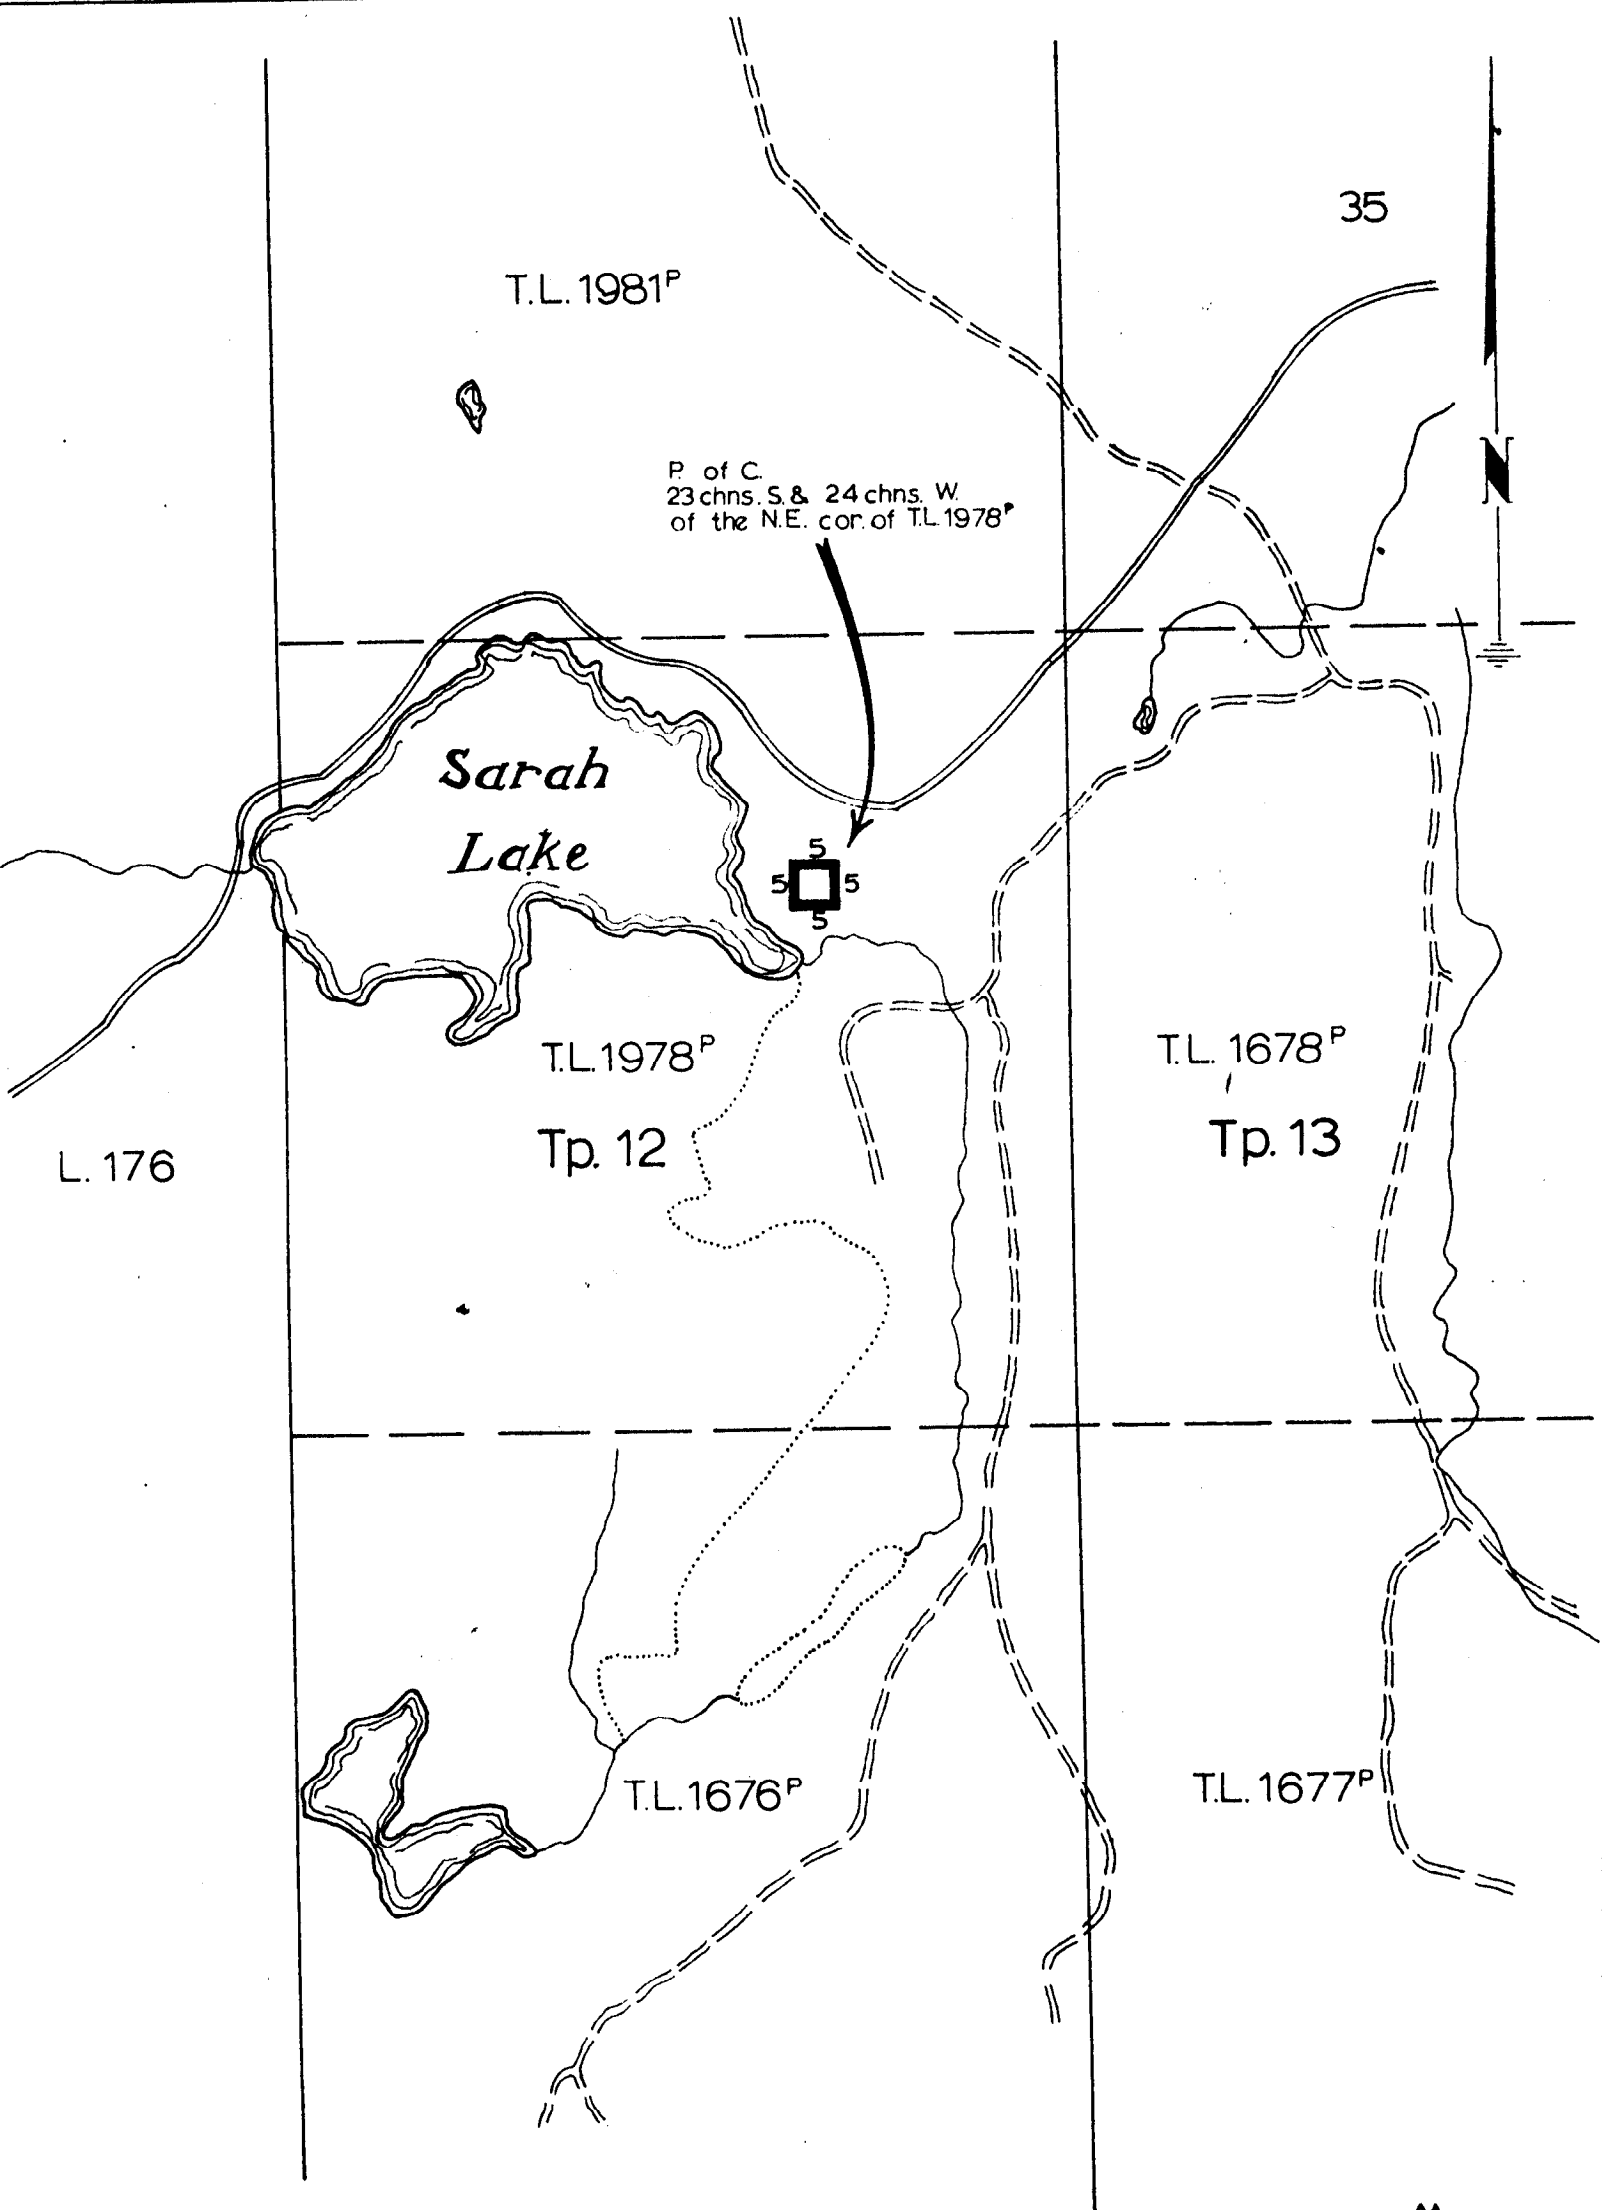 35
T.L. 1981ᴾ
P. of C.
23 chns. S. & 24 chns. W.
of the N.E. cor. of T.L. 1978ᴾ
N
Sarah
Lake
5
5 5
5
T.L. 1978ᴾ
T.L. 1678ᴾ
Tp. 12
Tp. 13
L. 176
T.L. 1676ᴾ
T.L. 1677ᴾ